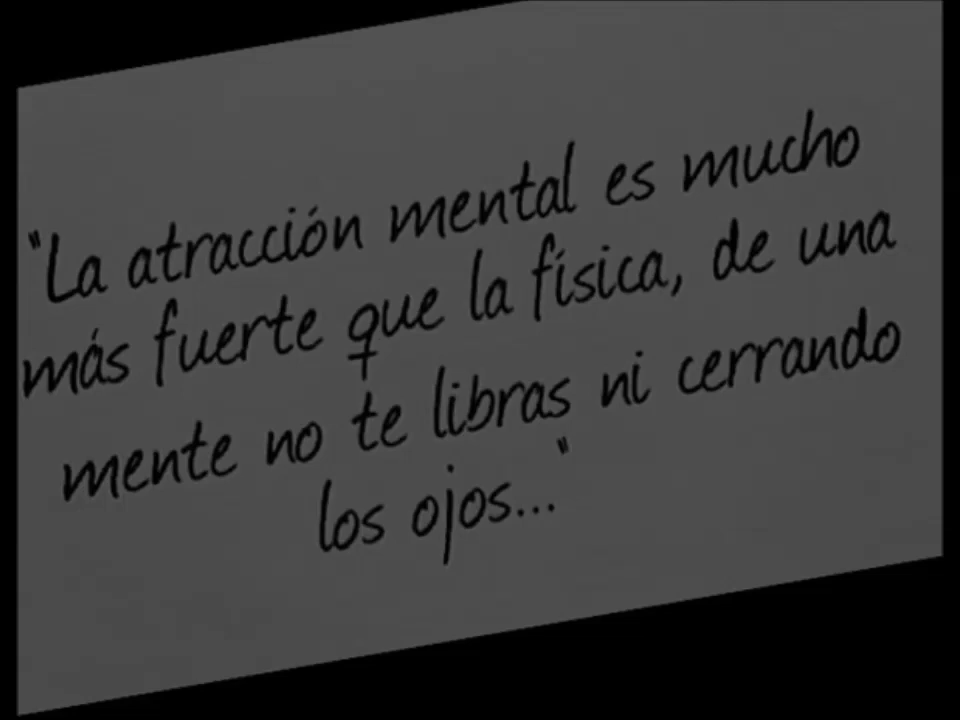 "La atracción mental es mucho
más fuerte que la física, de una
mente no te libras ni cerrando
los ojos..."